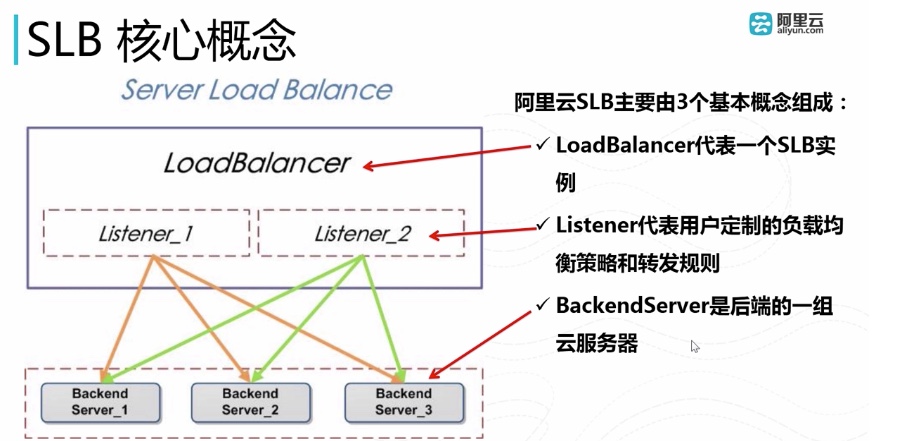 SLB 核心概念
阿里云
aliyun.com
Server Load Balance
LoadBalancer
Listener_1
Listener_2
Backend
Server_1
Backend
Server_2
Backend
Server_3
阿里云SLB主要由3个基本概念组成：
✓ LoadBalancer代表一个SLB实
例
✓ Listener代表用户定制的负载均
衡策略和转发规则
✓ BackendServer是后端的一组
云服务器